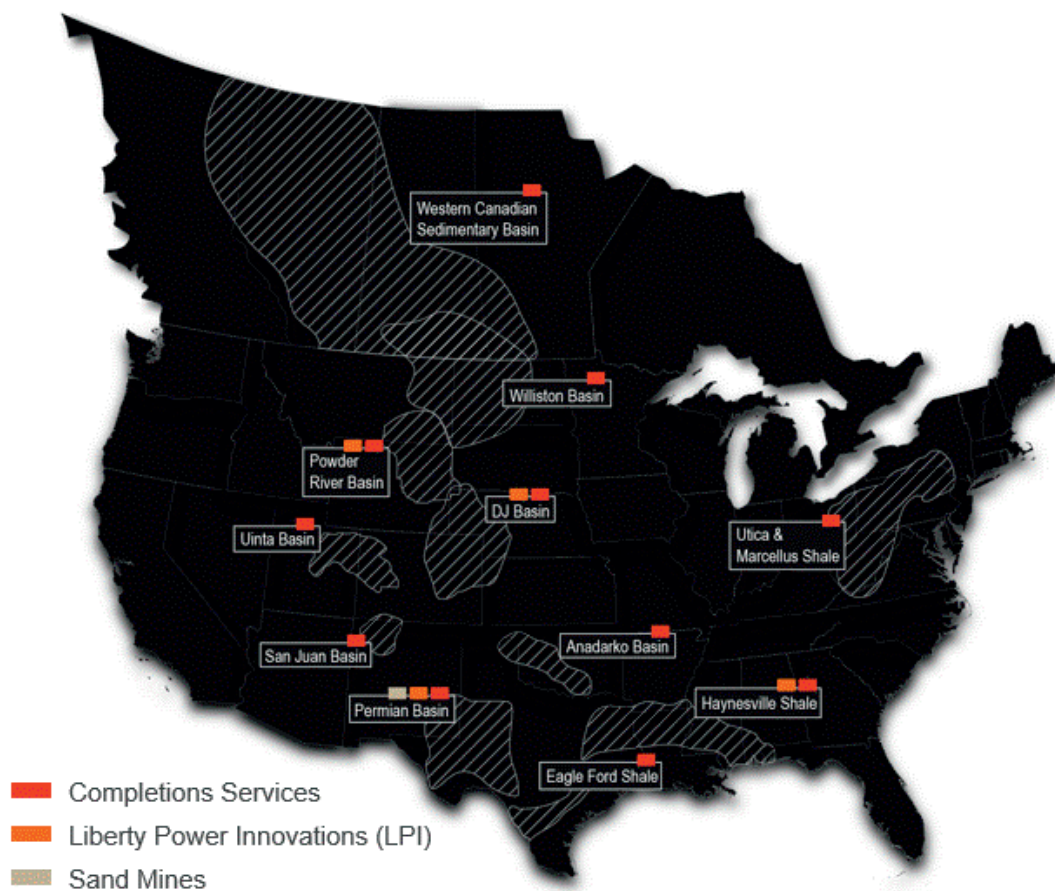 Western Canadian
Sedimentary Basin
Williston Basin
Powder
River Basin
DJ Basin
Uinta Basin
Utica &
Marcellus Shale
San Juan Basin
Anadarko Basin
Permian Basin
Haynesville Shale
Eagle Ford Shale
Completions Services
Liberty Power Innovations (LPI)
Sand Mines